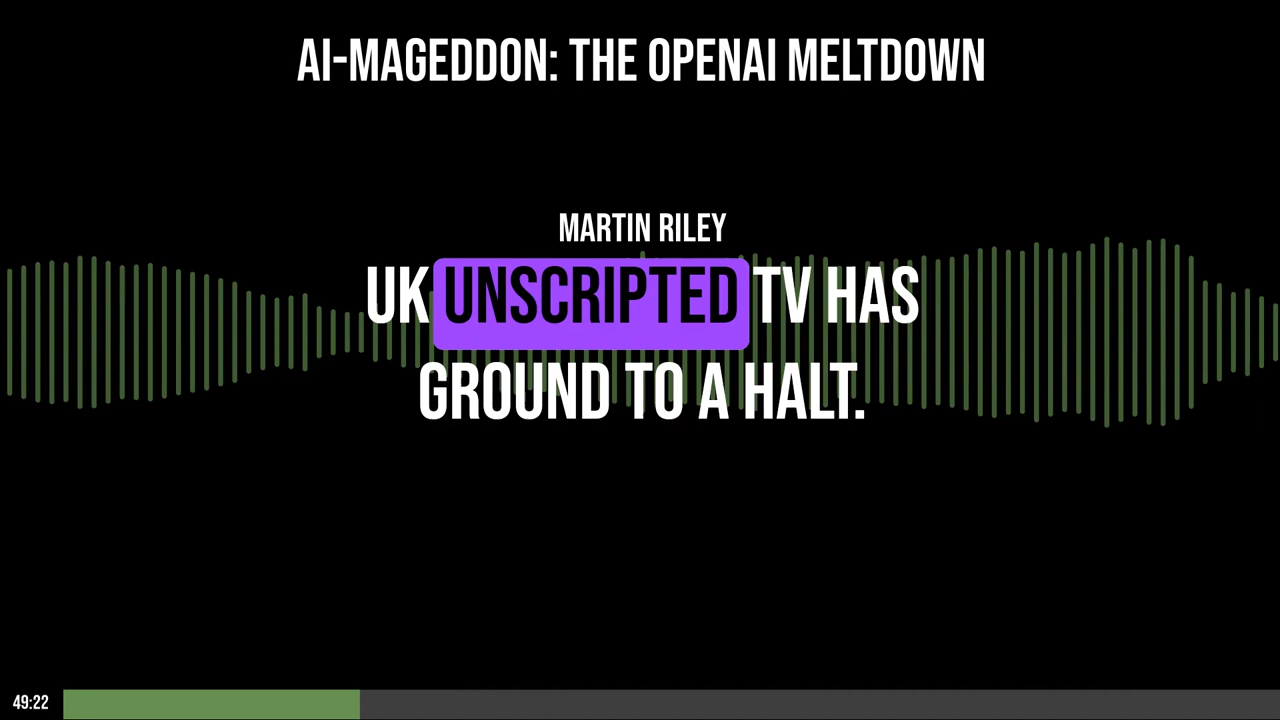 AI-MAGEDDON: THE OPENAI MELTDOWN
MARTIN RILEY
UK UNSCRIPTED TV HAS
GROUND TO A HALT.
49:22